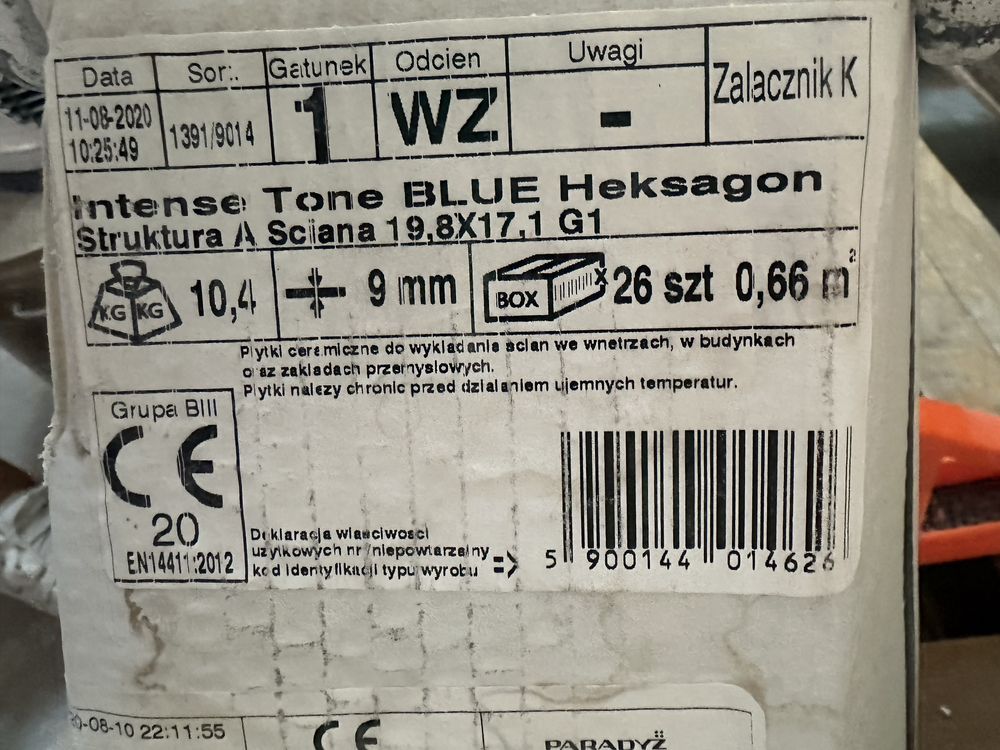 Data Sort. Gatunek Odcien Uwagi Zalacznik K
11-08-2020
10:25:49
1391/9014 1 WZ -
Intense Tone BLUE Heksagon
Struktura A Sciana 19,8X17,1 G1
KG KG 10,4 9 mm BOX x 26 szt 0,66 m²
Plytki ceramiczne do wykladania scian we wnetrzach, w budynkach
oraz zakladach przemyslowych.
Plytki nalezy chronic przed dzialaniem ujemnych temperatur.
Grupa BIII
CE
20
EN14411:2012
Deklaracja wlasciwosci
uzytkowych nr /niepowtarzalny
kod identyfikacji typu wyrobu =>
5 900144 014626
20-08-10 22:11:55 CE PARADYŻ